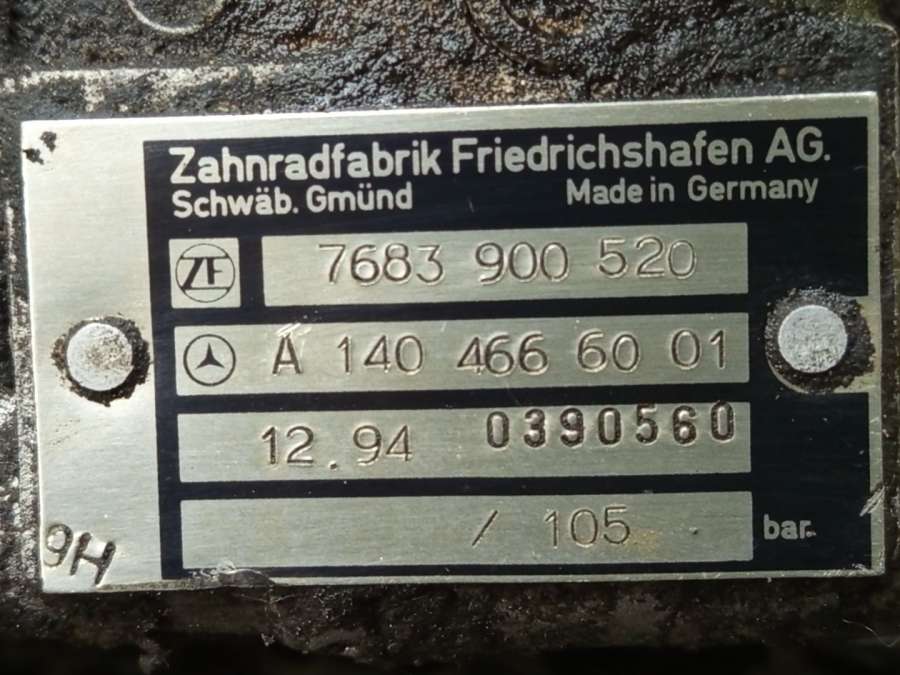 Zahnradfabrik Friedrichshafen AG.
Schwäb. Gmünd Made in Germany
ZF 7683 900 520
A 140 466 60 01
12.94 0390560
/ 105 bar.
9H